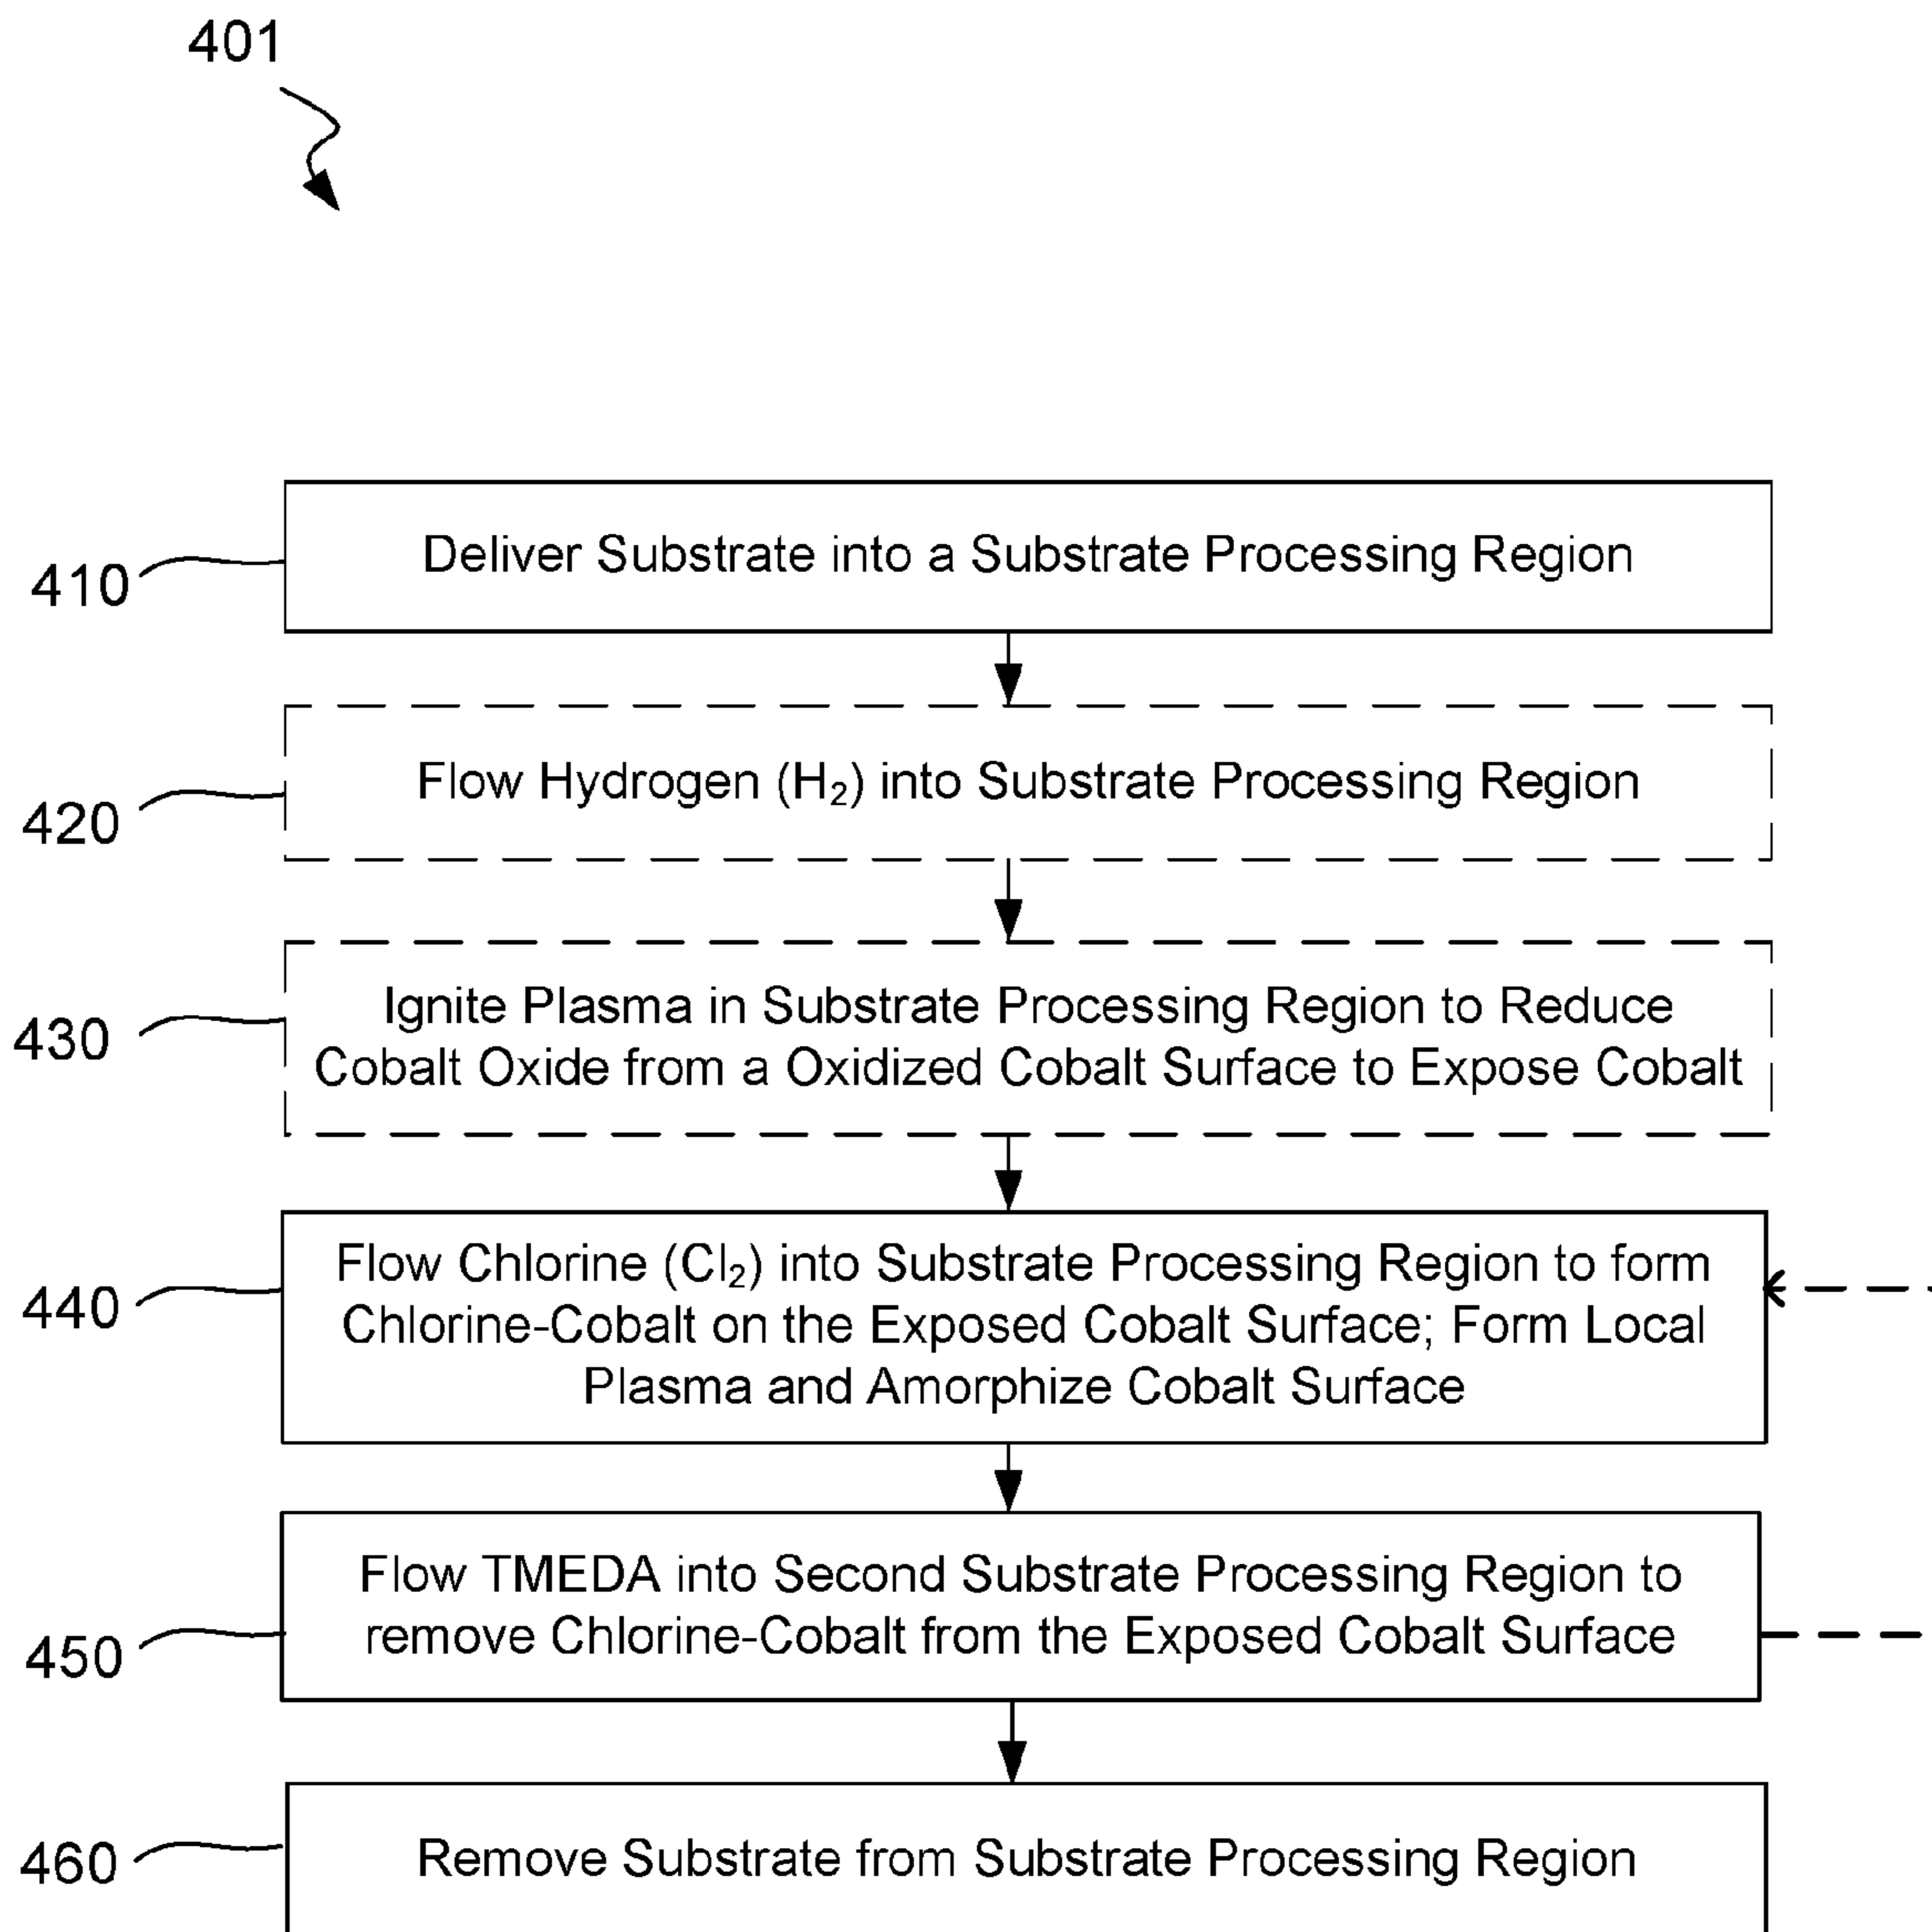 401
410
Deliver Substrate into a Substrate Processing Region
420
Flow Hydrogen (H₂) into Substrate Processing Region
430
Ignite Plasma in Substrate Processing Region to Reduce
Cobalt Oxide from a Oxidized Cobalt Surface to Expose Cobalt
440
Flow Chlorine (Cl₂) into Substrate Processing Region to form
Chlorine-Cobalt on the Exposed Cobalt Surface; Form Local
Plasma and Amorphize Cobalt Surface
450
Flow TMEDA into Second Substrate Processing Region to
remove Chlorine-Cobalt from the Exposed Cobalt Surface
460
Remove Substrate from Substrate Processing Region